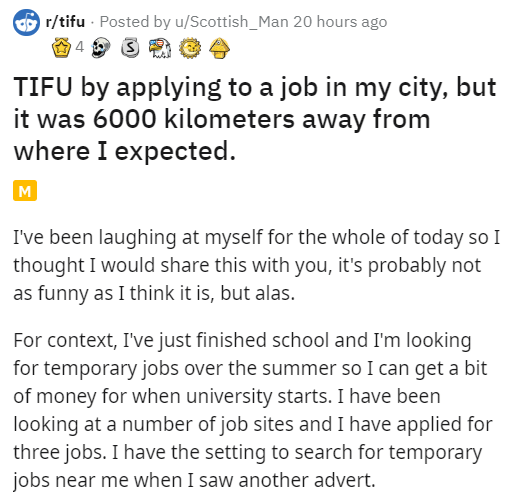 r/tifu · Posted by u/Scottish_Man 20 hours ago
4 S
TIFU by applying to a job in my city, but
it was 6000 kilometers away from
where I expected.
M
I've been laughing at myself for the whole of today so I
thought I would share this with you, it's probably not
as funny as I think it is, but alas.
For context, I've just finished school and I'm looking
for temporary jobs over the summer so I can get a bit
of money for when university starts. I have been
looking at a number of job sites and I have applied for
three jobs. I have the setting to search for temporary
jobs near me when I saw another advert.